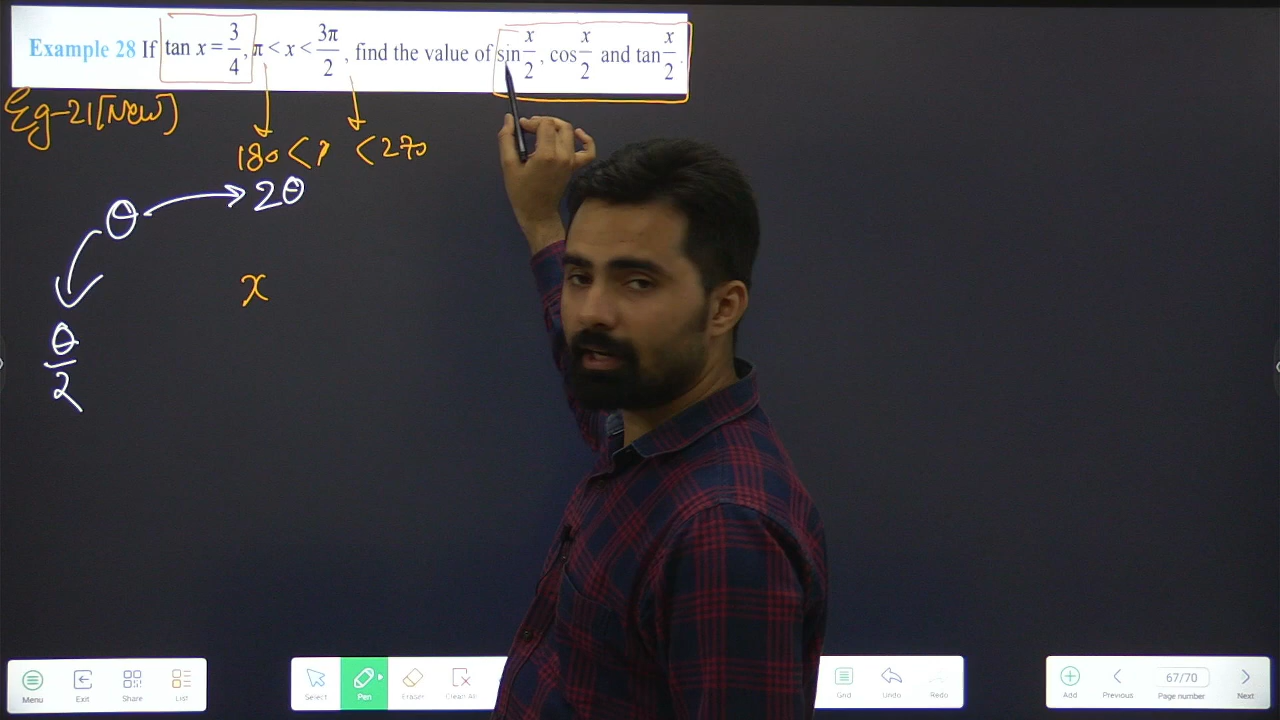 Example 28 If tan x = 3/4, π < x < 3π/2, find the value of sin x/2, cos x/2 and tan x/2.
Eg-21[New]
180 < x < 270
θ → 2θ
x
θ/2
Menu Exit Share List Select Pen Eraser Clear All Grid Undo Redo Add Previous 67/70 Page number Next